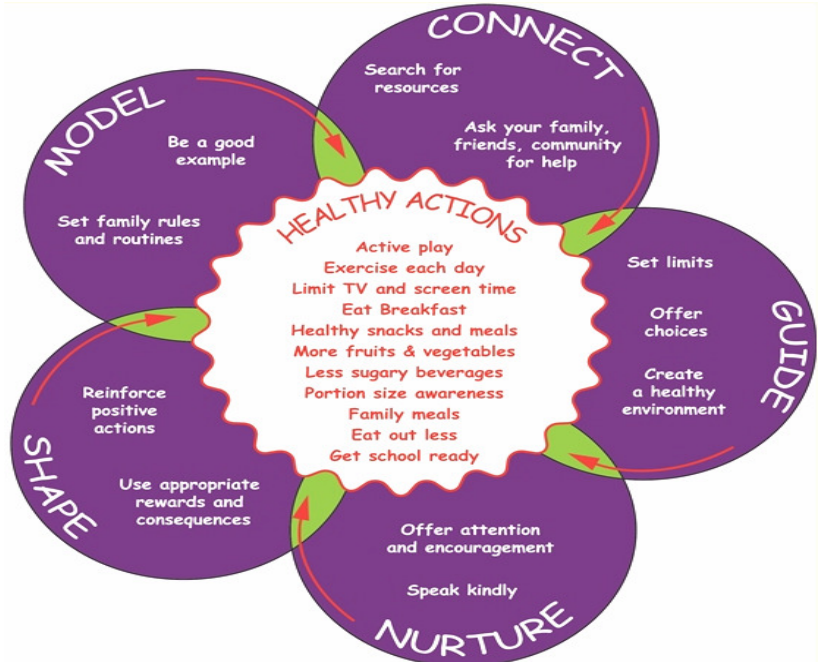 CONNECT
Search for
resources
Ask your family,
friends, community
for help
MODEL
Be a good
example
Set family rules
and routines
HEALTHY ACTIONS
Active play
Exercise each day
Limit TV and screen time
Eat Breakfast
Healthy snacks and meals
More fruits & vegetables
Less sugary beverages
Portion size awareness
Family meals
Eat out less
Get school ready
GUIDE
Set limits
Offer
choices
Create
a healthy
environment
SHAPE
Reinforce
positive
actions
Use appropriate
rewards and
consequences
NURTURE
Offer attention
and encouragement
Speak kindly